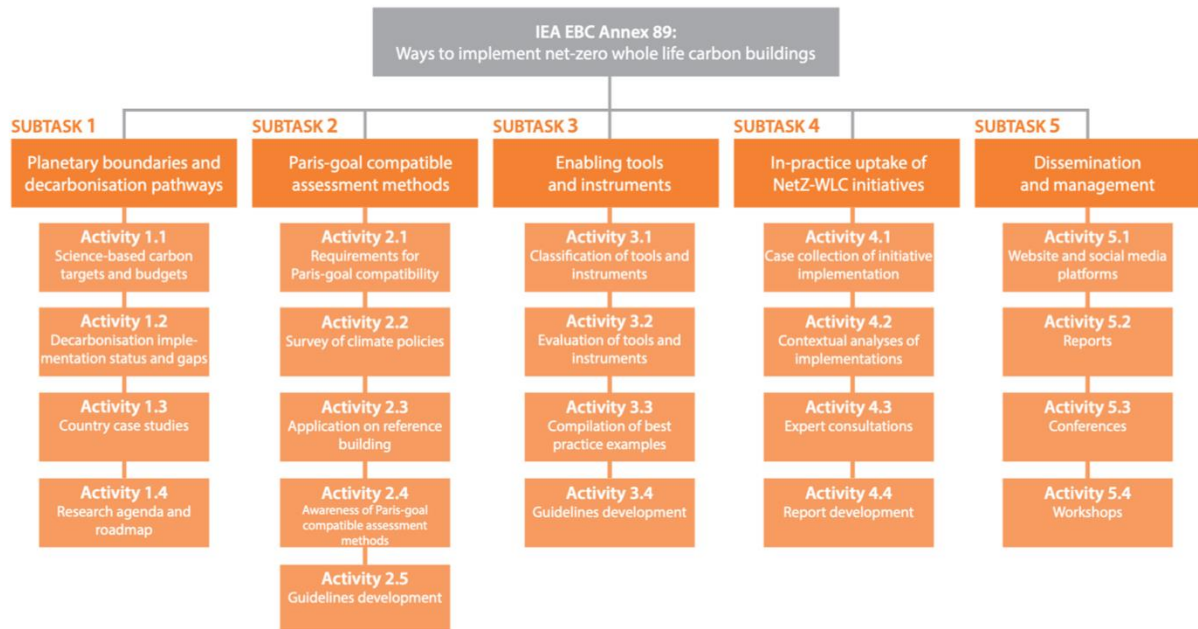 IEA EBC Annex 89:
Ways to implement net-zero whole life carbon buildings
SUBTASK 1
Planetary boundaries and
decarbonisation pathways
Activity 1.1
Science-based carbon
targets and budgets
Activity 1.2
Decarbonisation imple-
mentation status and gaps
Activity 1.3
Country case studies
Activity 1.4
Research agenda and
roadmap
SUBTASK 2
Paris-goal compatible
assessment methods
Activity 2.1
Requirements for
Paris-goal compatibility
Activity 2.2
Survey of climate policies
Activity 2.3
Application on reference
building
Activity 2.4
Awareness of Paris-goal
compatible assessment
methods
Activity 2.5
Guidelines development
SUBTASK 3
Enabling tools
and instruments
Activity 3.1
Classification of tools and
instruments
Activity 3.2
Evaluation of tools and
instruments
Activity 3.3
Compilation of best
practice examples
Activity 3.4
Guidelines development
SUBTASK 4
In-practice uptake of
NetZ-WLC initiatives
Activity 4.1
Case collection of initiative
implementation
Activity 4.2
Contextual analyses of
implementations
Activity 4.3
Expert consultations
Activity 4.4
Report development
SUBTASK 5
Dissemination
and management
Activity 5.1
Website and social media
platforms
Activity 5.2
Reports
Activity 5.3
Conferences
Activity 5.4
Workshops